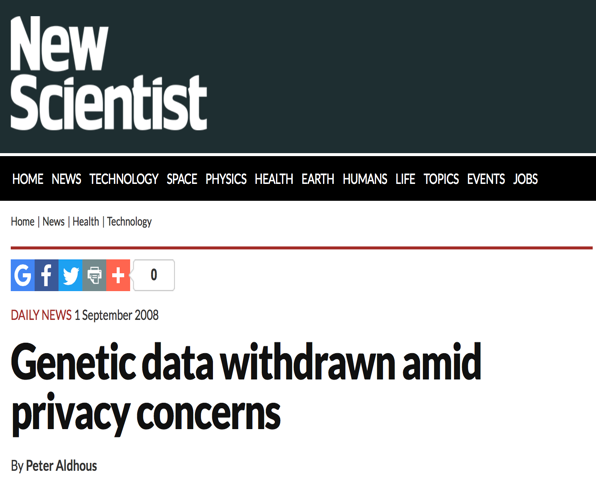 New
Scientist
HOME NEWS TECHNOLOGY SPACE PHYSICS HEALTH EARTH HUMANS LIFE TOPICS EVENTS JOBS
Home | News | Health | Technology
G f + 0
DAILY NEWS 1 September 2008
Genetic data withdrawn amid
privacy concerns
By Peter Aldhous